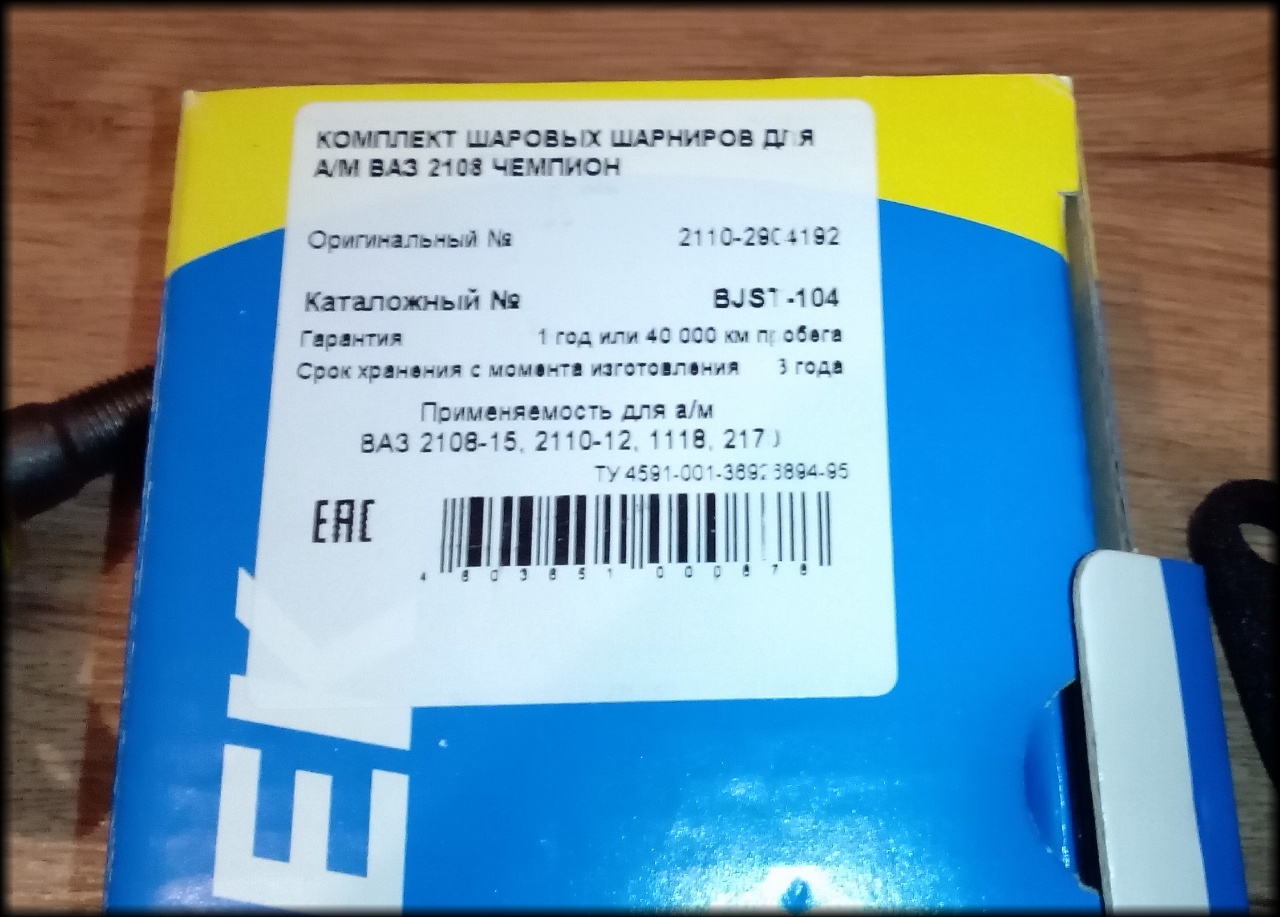 КОМПЛЕКТ ШАРОВЫХ ШАРНИРОВ ДЛЯ
А/М ВАЗ 2108 ЧЕМПИОН
Оригинальный № 2110-2904192
Каталожный № BJST-104
Гарантия 1 год или 40 000 км пробега
Срок хранения с момента изготовления 3 года
Применяемость для а/м
ВАЗ 2108-15, 2110-12, 1118, 2170
ТУ 4591-001-
EAC